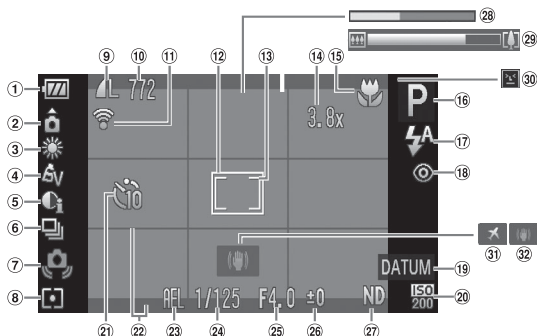 28
29
9 10 11 12 13 14 15
30
1 L 772 P 16
2 3.8x
3 A 17
4 V
18
5 i
6 10
31 32
7 DATUM 19
8 AFL 1/125 F4.0 ±0 ND ISO 200 20
21 22 23 24 25 26 27